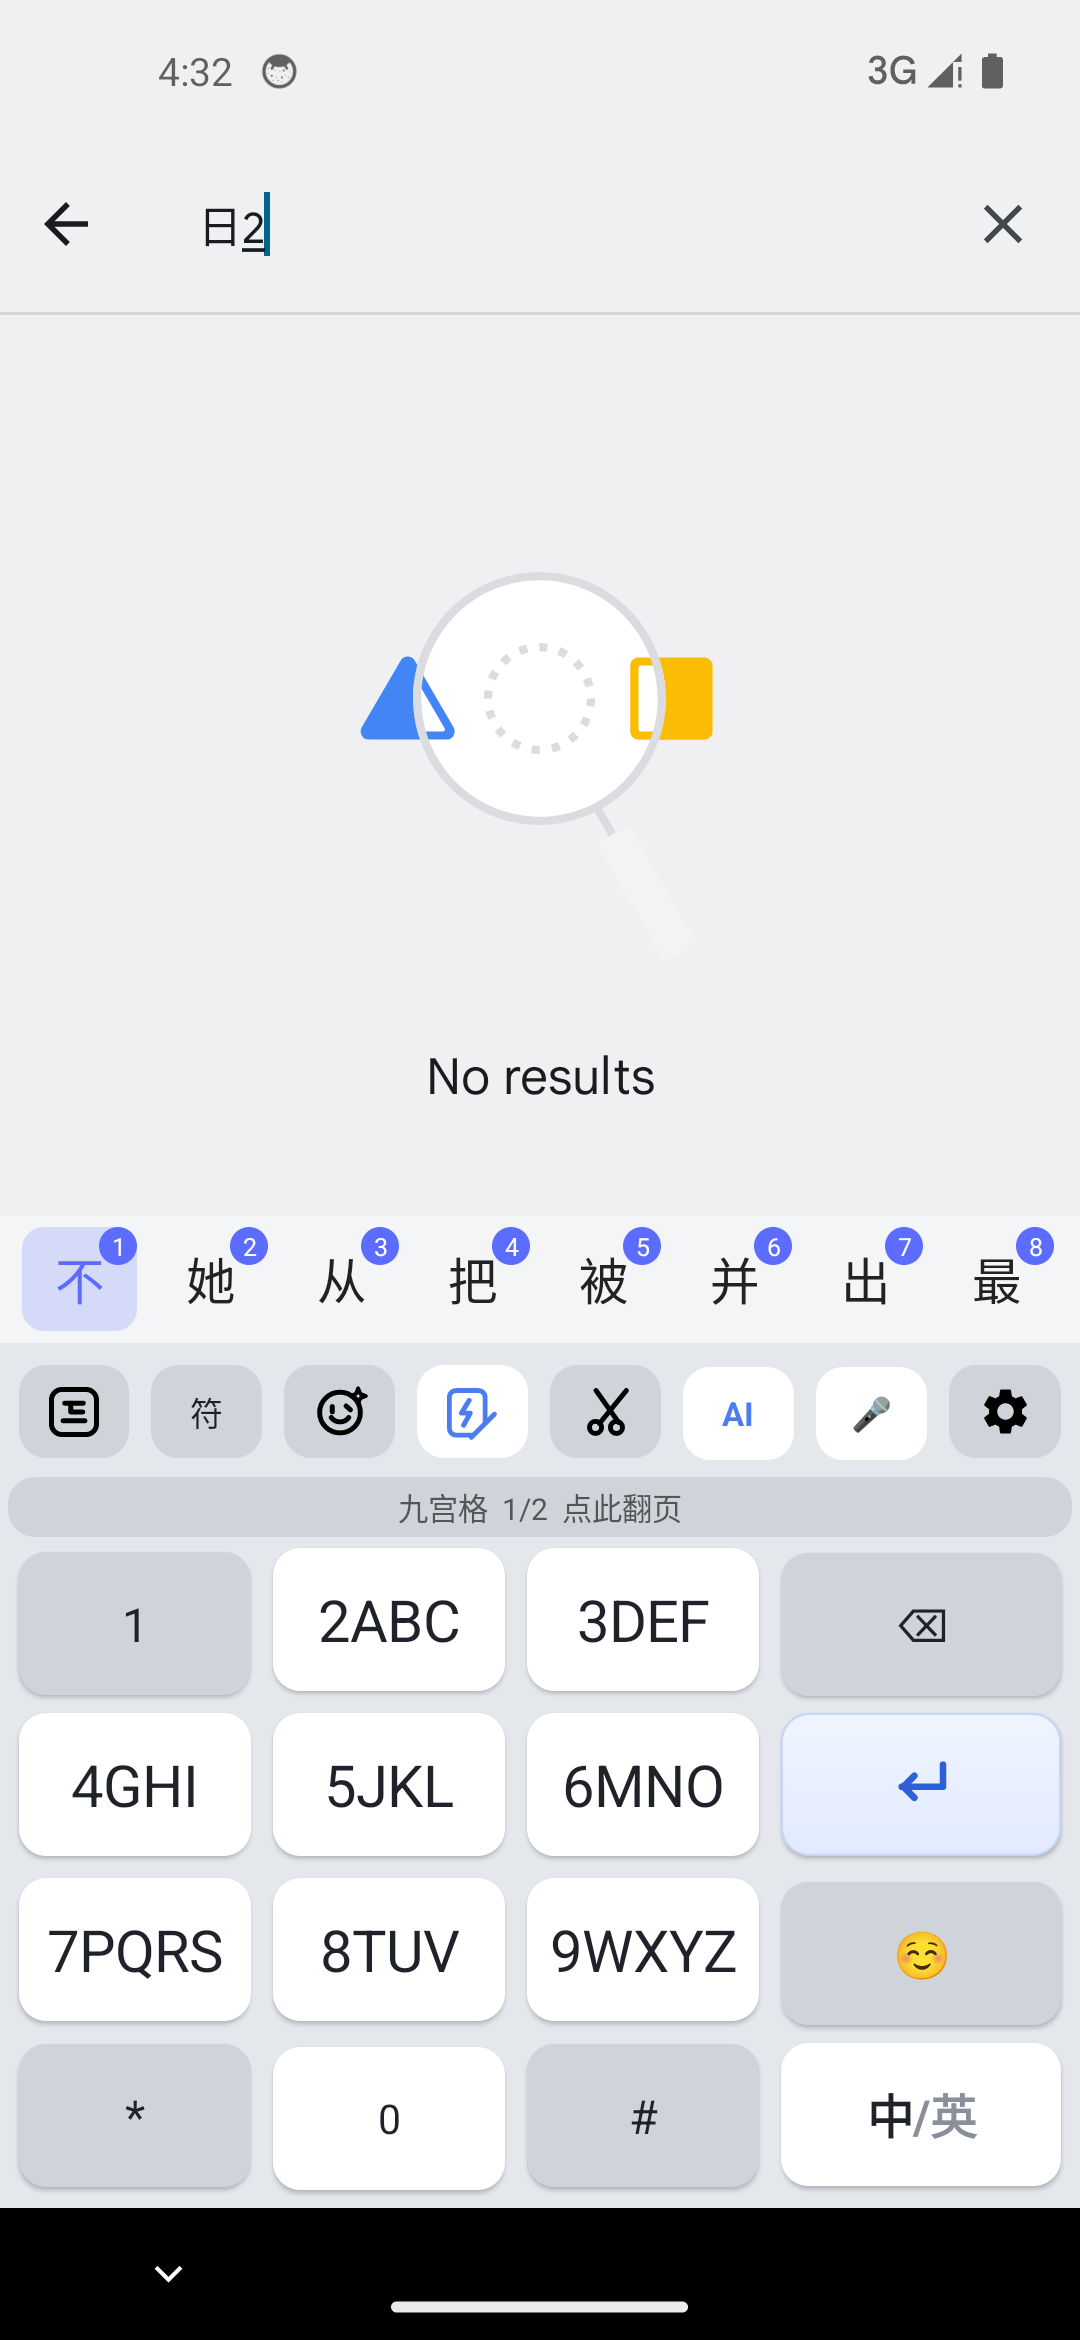 4:32
3G
日2
No results
不 1 她 2 从 3 把 4 被 5 并 6 出 7 最 8
符
AI
九宫格 1/2 点此翻页
1 2ABC 3DEF
4GHI 5JKL 6MNO
7PQRS 8TUV 9WXYZ
* 0 # 中/英